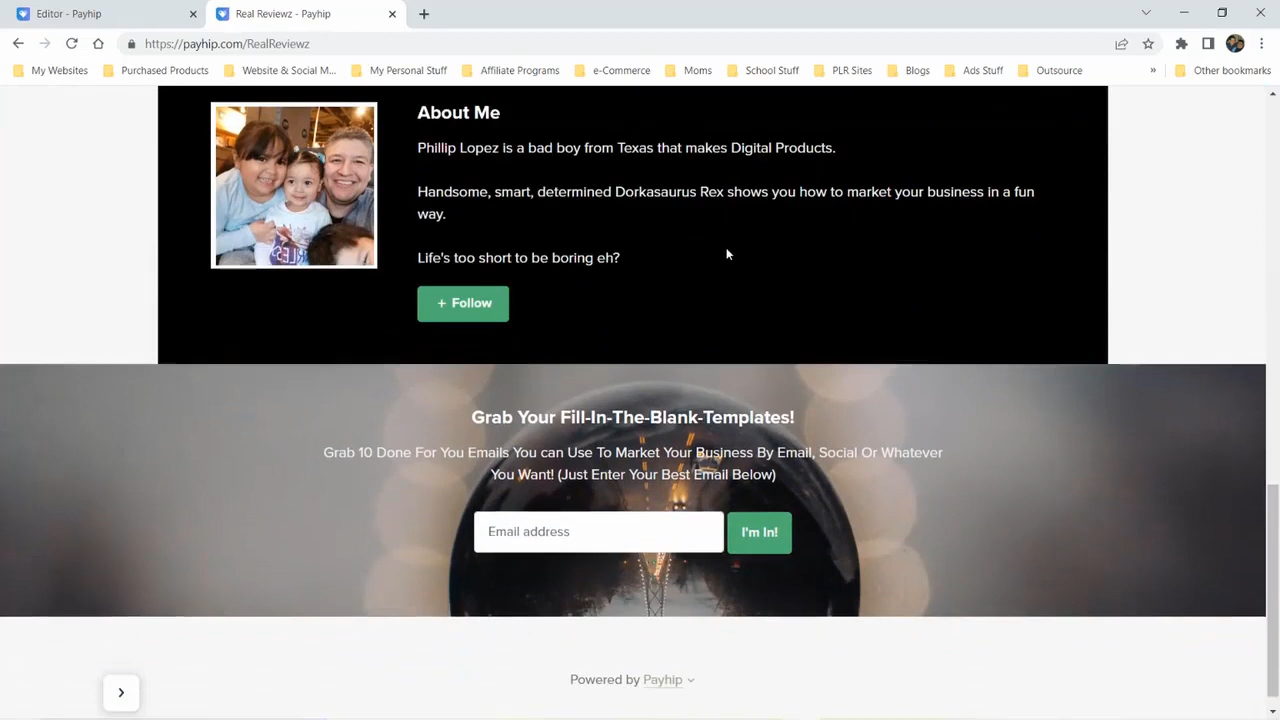 Editor - Payhip
Real Reviewz - Payhip
https://payhip.com/RealReviewz
My Websites
Purchased Products
Website & Social M...
My Personal Stuff
Affiliate Programs
e-Commerce
Moms
School Stuff
PLR Sites
Blogs
Ads Stuff
Outsource
»
Other bookmarks
About Me
Phillip Lopez is a bad boy from Texas that makes Digital Products.
Handsome, smart, determined Dorkasaurus Rex shows you how to market your business in a fun
way.
Life's too short to be boring eh?
+ Follow
Grab Your Fill-In-The-Blank-Templates!
Grab 10 Done For You Emails You can Use To Market Your Business By Email, Social Or Whatever
You Want! (Just Enter Your Best Email Below)
Email address
I'm In!
Powered by Payhip